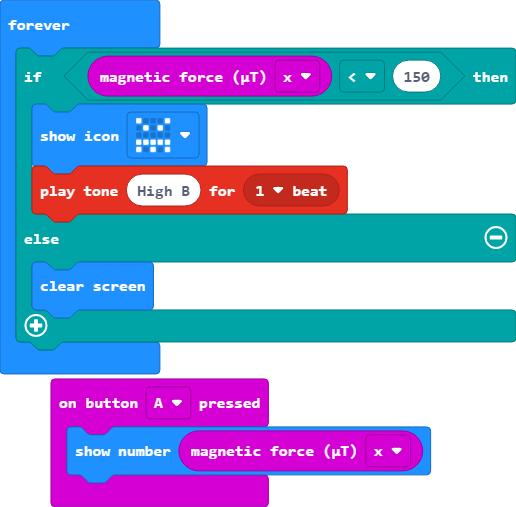 forever
if magnetic force (µT) x < 150 then
show icon
play tone High B for 1 beat
else
clear screen
on button A pressed
show number magnetic force (µT) x